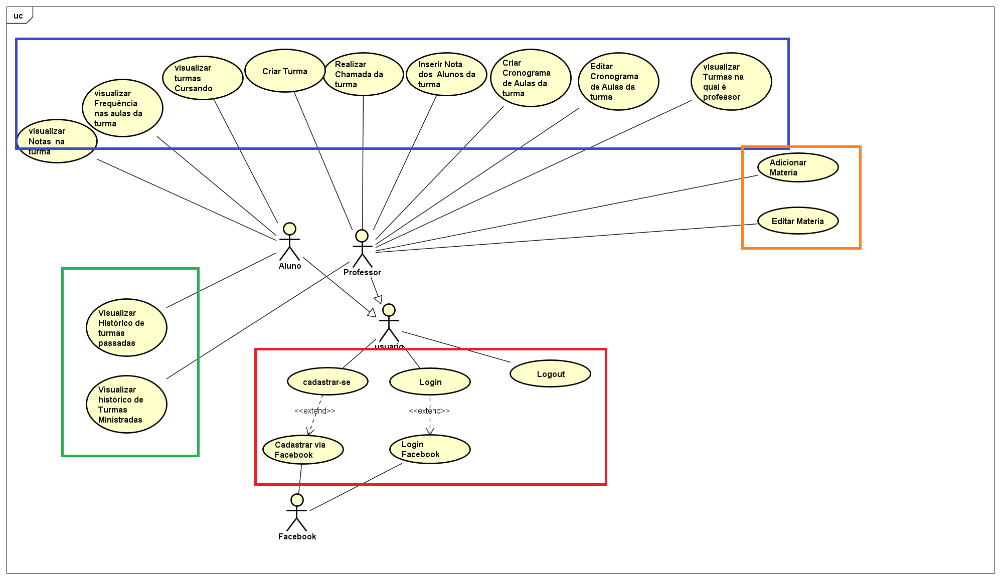 uc
visualizar
Notas  na
turma
visualizar
Frequência
nas aulas da
turma
visualizar
turmas
Cursando
Criar Turma
Realizar
Chamada da
turma
Inserir Nota
dos  Alunos da
turma
Criar
Cronograma
de Aulas da
turma
Editar
Cronograma
de Aulas da
turma
visualizar
Turmas na
qual é
professor
Adicionar
Materia
Editar Materia
Aluno
Professor
Visualizar
Histórico de
turmas
passadas
Visualizar
histórico de
Turmas
Ministradas
usuario
cadastrar-se
Login
Logout
<<extend>>
<<extend>>
Cadastrar via
Facebook
Login
Facebook
Facebook